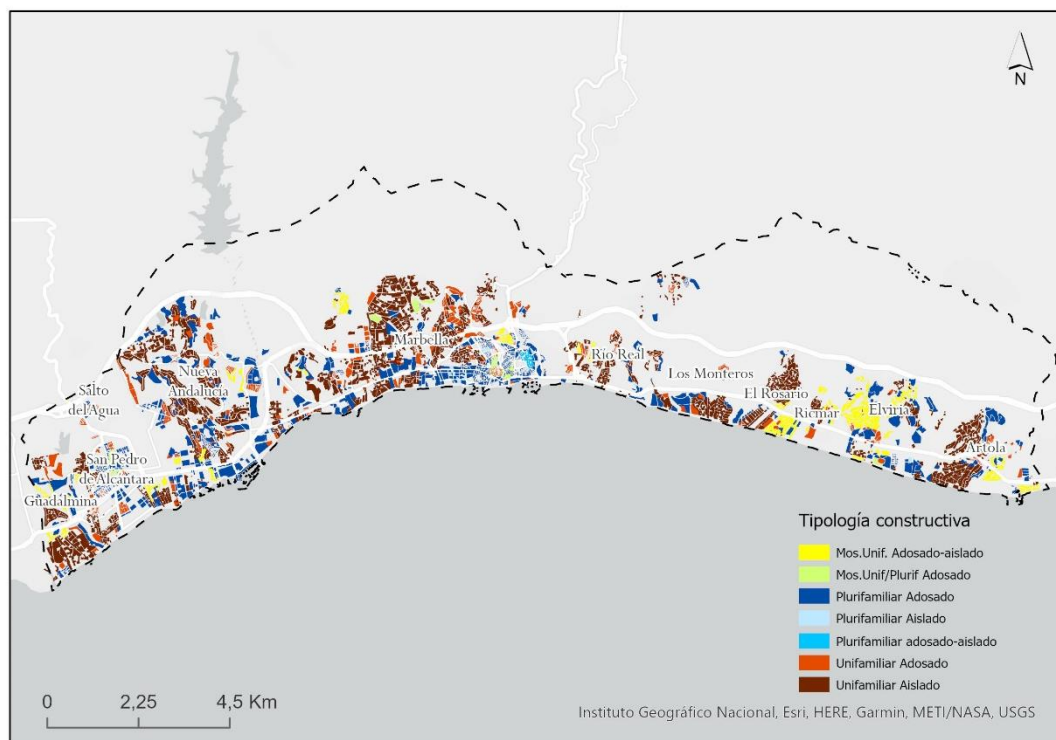 N
Marbella
Río Real
Nueva
Andalucía
Los Monteros
Salto
del Agua
El Rosario
Ricmar
Elviria
Artola
San Pedro
de Alcántara
Guadalmina
Tipología constructiva
Mos.Unif. Adosado-aislado
Mos.Unif/Plurif Adosado
Plurifamiliar Adosado
Plurifamiliar Aislado
Plurifamiliar adosado-aislado
Unifamiliar Adosado
Unifamiliar Aislado
0 2,25 4,5 Km
Instituto Geográfico Nacional, Esri, HERE, Garmin, METI/NASA, USGS